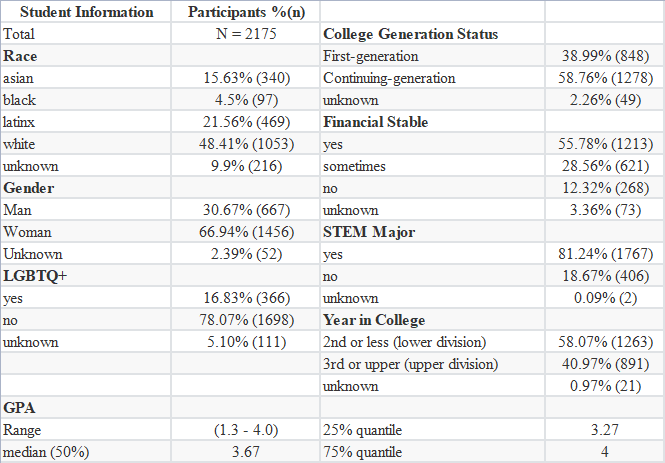 Student Information Participants %(n)
Total N = 2175 College Generation Status
Race First-generation 38.99% (848)
asian 15.63% (340) Continuing-generation 58.76% (1278)
black 4.5% (97) unknown 2.26% (49)
latinx 21.56% (469) Financial Stable
white 48.41% (1053) yes 55.78% (1213)
unknown 9.9% (216) sometimes 28.56% (621)
Gender no 12.32% (268)
Man 30.67% (667) unknown 3.36% (73)
Woman 66.94% (1456) STEM Major
Unknown 2.39% (52) yes 81.24% (1767)
LGBTQ+ no 18.67% (406)
yes 16.83% (366) unknown 0.09% (2)
no 78.07% (1698) Year in College
unknown 5.10% (111) 2nd or less (lower division) 58.07% (1263)
3rd or upper (upper division) 40.97% (891)
unknown 0.97% (21)
GPA
Range (1.3 - 4.0) 25% quantile 3.27
median (50%) 3.67 75% quantile 4